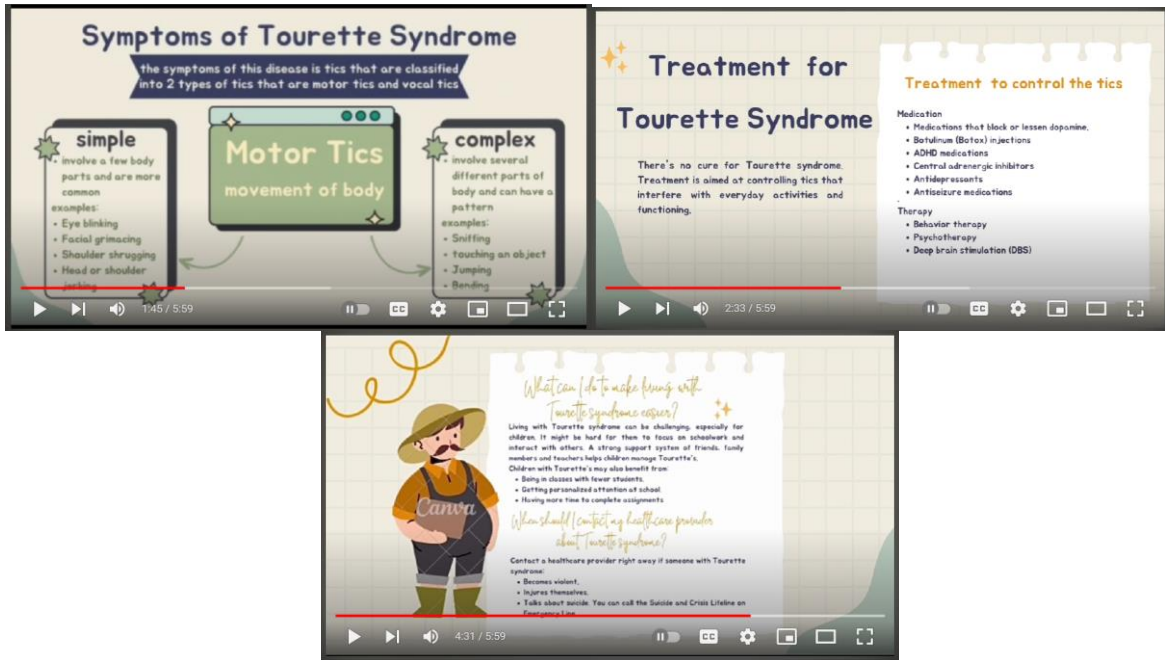 Symptoms of Tourette Syndrome
the symptoms of this disease is tics that are classified
into 2 types of tics that are motor tics and vocal tics
simple
• involve a few body
parts and are more
common
examples:
• Eye blinking
• Facial grimacing
• Shoulder shrugging
• Head or shoulder
jerking
Motor Tics
movement of body
complex
• involve several
different parts of
body and can have a
pattern
examples:
• Sniffing
• touching an object
• Jumping
• Bending
1:45 / 5:59
CC
Treatment for
Tourette Syndrome
There's no cure for Tourette syndrome.
Treatment is aimed at controlling tics that
interfere with everyday activities and
functioning.
Treatment to control the tics
Medication
• Medications that block or lessen dopamine.
• Botulinum (Botox) injections
• ADHD medications
• Central adrenergic inhibitors
• Antidepressants
• Antiseizure medications
Therapy
• Behavior therapy
• Psychotherapy
• Deep brain stimulation (DBS)
2:33 / 5:59
CC
What can I do to make living with
Tourette syndrome easier?
Living with Tourette syndrome can be challenging, especially for
children. It might be hard for them to focus on schoolwork and
interact with others. A strong support system of friends, family
members and teachers helps children manage Tourette's.
Children with Tourette's may also benefit from:
• Being in classes with fewer students.
• Getting personalized attention at school.
• Having more time to complete assignments
When should I contact my healthcare provider
about Tourette syndrome?
Contact a healthcare provider right away if someone with Tourette
syndrome:
• Becomes violent.
• Injures themselves.
• Talks about suicide. You can call the Suicide and Crisis Lifeline on
Emergency Line
Canva
4:31 / 5:59
CC